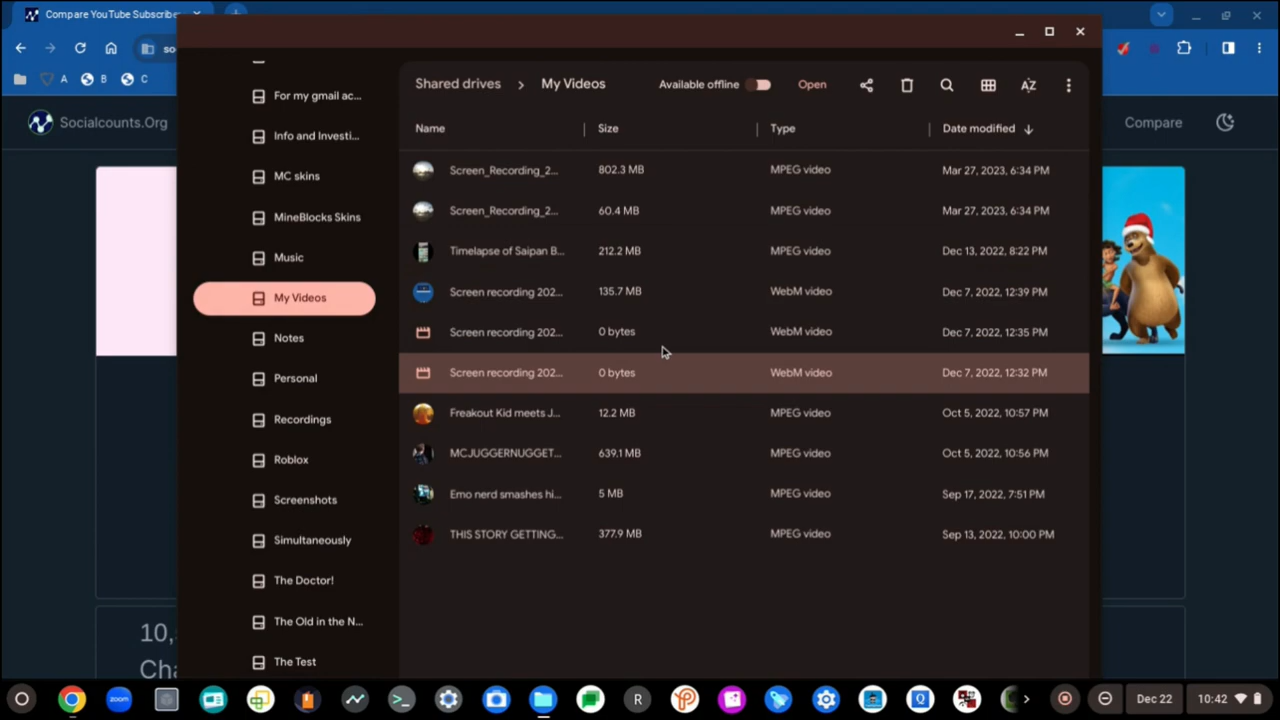 Compare YouTube Subscribe
so
A
B
C
Socialcounts.Org
Compare
For my gmail ac...
Info and Investi...
MC skins
MineBlocks Skins
Music
My Videos
Notes
Personal
Recordings
Roblox
Screenshots
Simultaneously
The Doctor!
The Old in the N...
The Test
Shared drives > My Videos Available offline Open AZ
Name Size Type Date modified
Screen_Recording_2... 802.3 MB MPEG video Mar 27, 2023, 6:34 PM
Screen_Recording_2... 60.4 MB MPEG video Mar 27, 2023, 6:34 PM
Timelapse of Saipan B... 212.2 MB MPEG video Dec 13, 2022, 8:22 PM
Screen recording 202... 135.7 MB WebM video Dec 7, 2022, 12:39 PM
Screen recording 202... 0 bytes WebM video Dec 7, 2022, 12:35 PM
Screen recording 202... 0 bytes WebM video Dec 7, 2022, 12:32 PM
Freakout Kid meets J... 12.2 MB MPEG video Oct 5, 2022, 10:57 PM
MCJUGGERNUGGET... 639.1 MB MPEG video Oct 5, 2022, 10:56 PM
Emo nerd smashes hi... 5 MB MPEG video Sep 17, 2022, 7:51 PM
THIS STORY GETTING... 377.9 MB MPEG video Sep 13, 2022, 10:00 PM
10,
Cha
zoom
R
Q
Dec 22
10:42